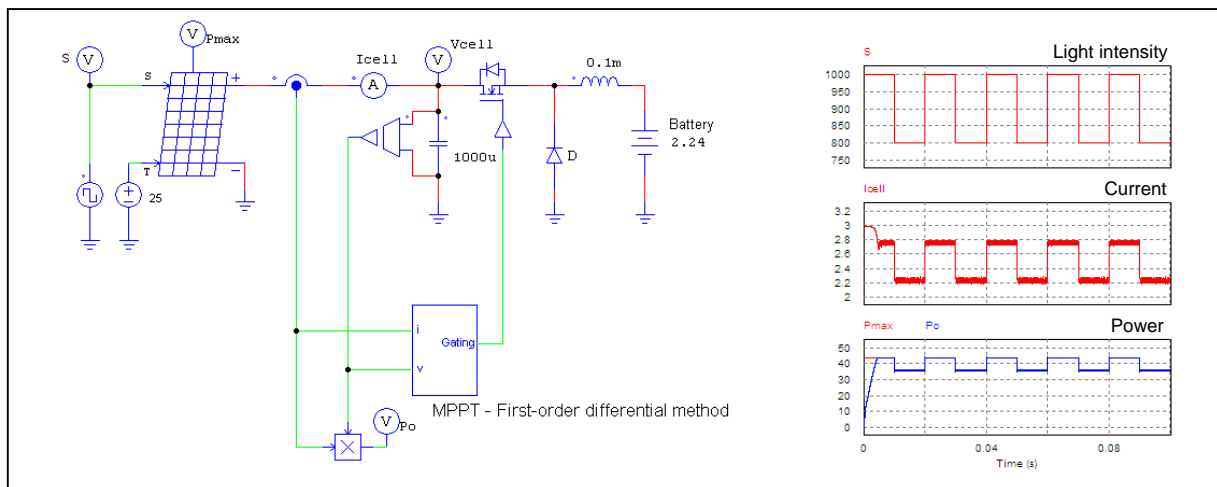 V
Pmax
S
V
S
+
T
−
25
Icell
A
Vcell
V
1000u
0.1m
D
Battery
2.24
i
v
Gating
MPPT - First-order differential method
V
Po
S
Light intensity
1000
950
900
850
800
750
Icell
Current
3.2
3
2.8
2.6
2.4
2.2
2
Pmax
Po
Power
50
40
30
20
10
0
0
0.04
0.08
Time (s)